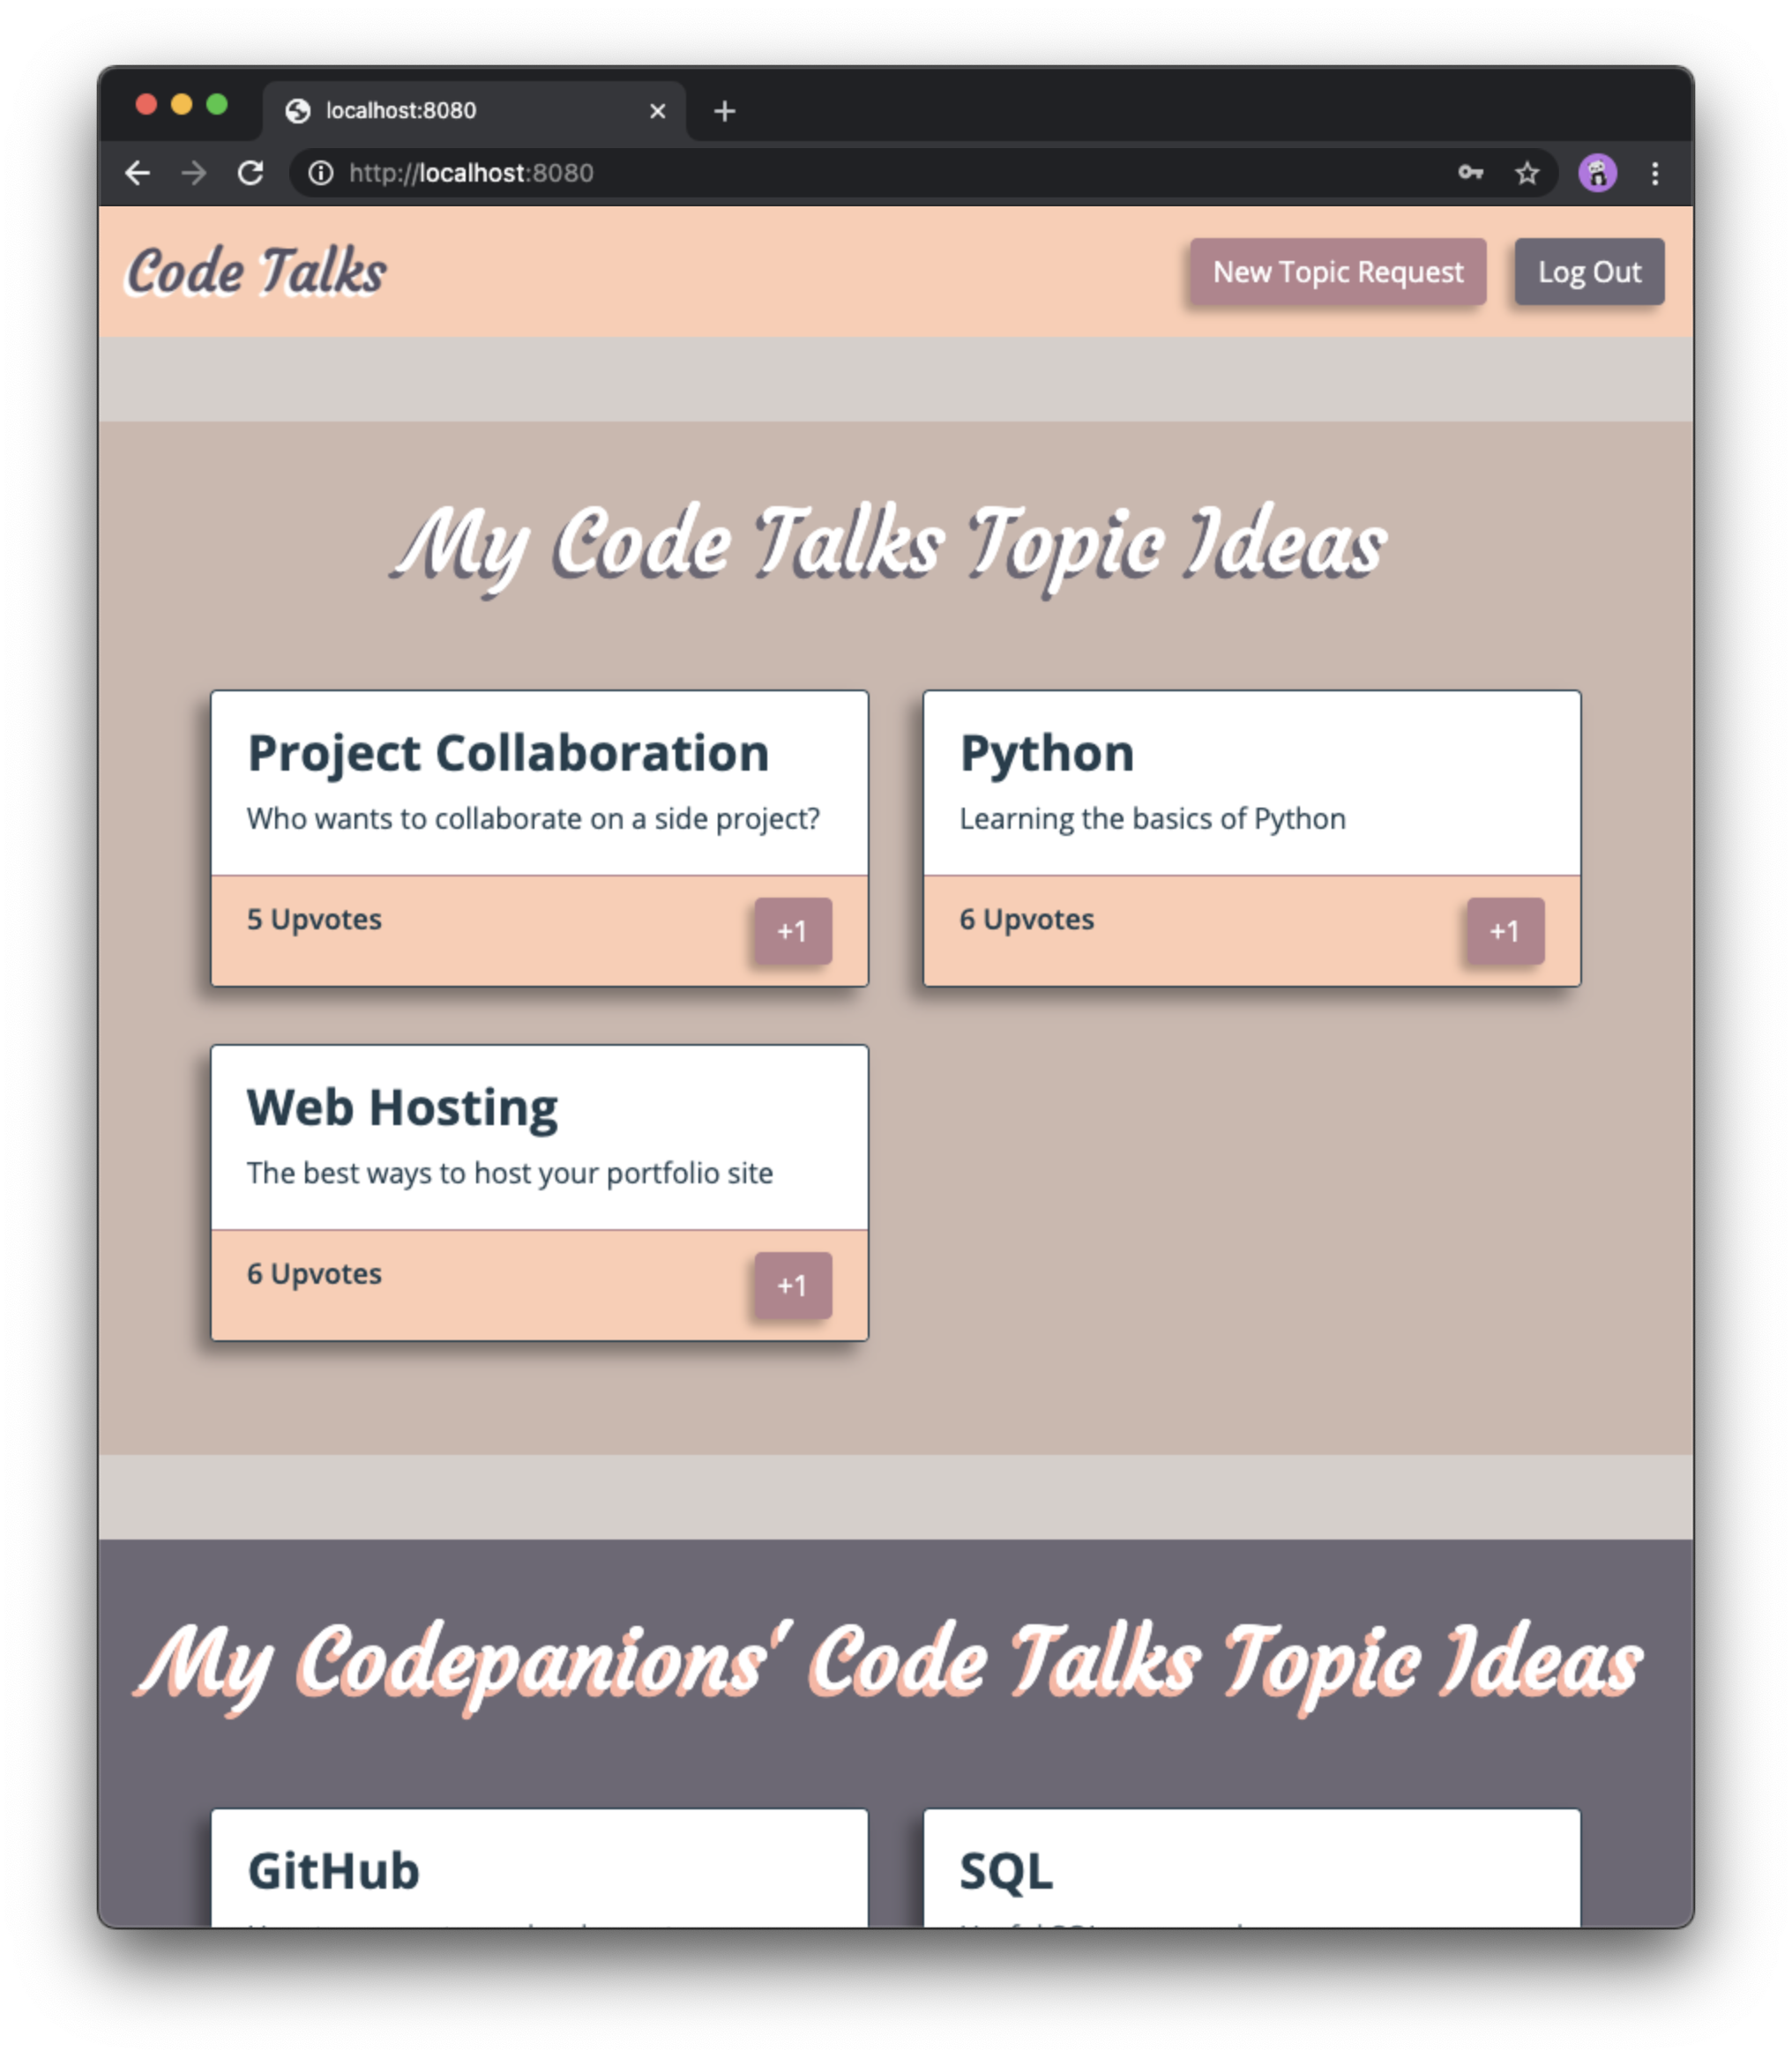 localhost:8080
http://localhost:8080
Code Talks
New Topic Request
Log Out
My Code Talks Topic Ideas
Project Collaboration
Who wants to collaborate on a side project?
5 Upvotes
+1
Python
Learning the basics of Python
6 Upvotes
+1
Web Hosting
The best ways to host your portfolio site
6 Upvotes
+1
My Codepanions' Code Talks Topic Ideas
GitHub
SQL